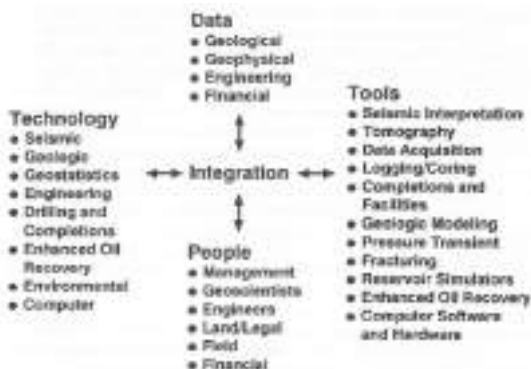 Data
• Geological
• Geophysical
• Engineering
• Financial
Technology
• Seismic
• Geologic
• Geostatistics
• Engineering
• Drilling and
Completions
• Enhanced Oil
Recovery
• Environmental
• Computer
Integration
Tools
• Seismic Interpretation
• Tomography
• Data Acquisition
• Logging/Coring
• Completions and
Facilities
• Geologic Modeling
• Pressure Transient
• Fracturing
• Reservoir Simulators
• Enhanced Oil Recovery
• Computer Software
and Hardware
People
• Management
• Geoscientists
• Engineers
• Land/Legal
• Field
• Financial